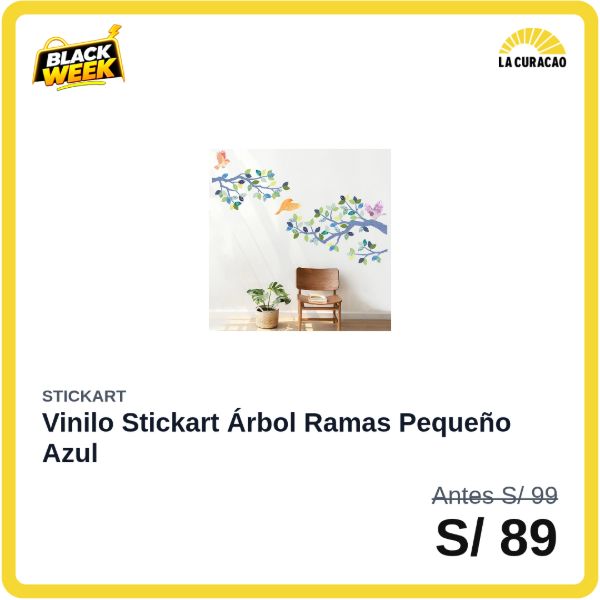 BLACK
WEEK
LA CURACAO
STICKART
Vinilo Stickart Árbol Ramas Pequeño
Azul
Antes S/ 99
S/ 89